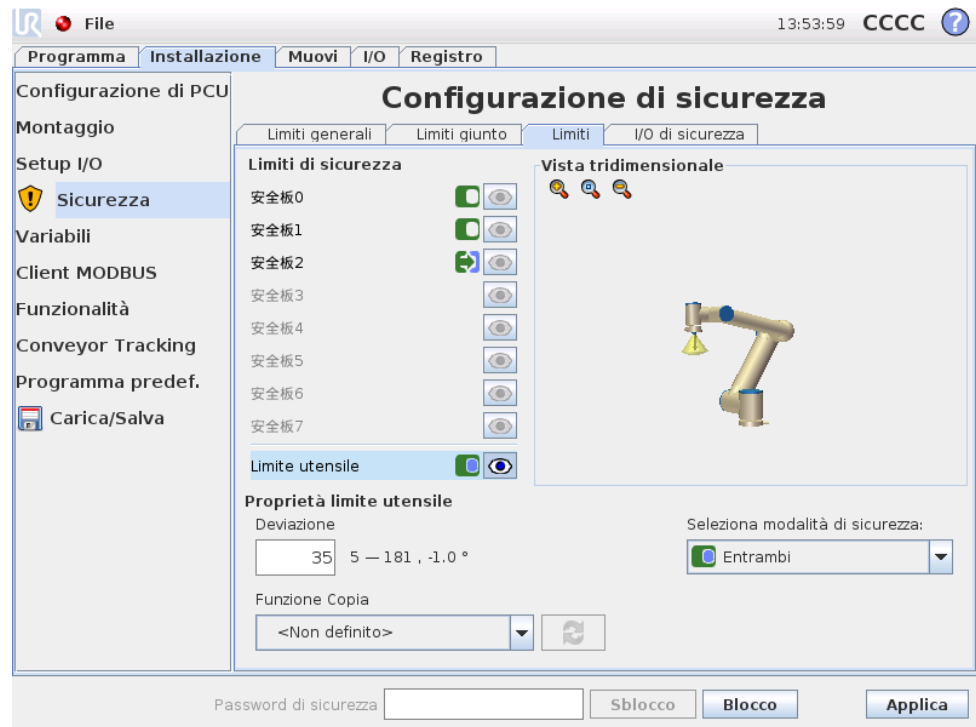 UR File 13:53:59 CCCC ?
Programma Installazione Muovi I/O Registro
Configurazione di PCU
Montaggio
Setup I/O
Sicurezza
Variabili
Client MODBUS
Funzionalità
Conveyor Tracking
Programma predef.
Carica/Salva
Configurazione di sicurezza
Limiti generali Limiti giunto Limiti I/O di sicurezza
Limiti di sicurezza
安全板0
安全板1
安全板2
安全板3
安全板4
安全板5
安全板6
安全板7
Limite utensile
Vista tridimensionale
Proprietà limite utensile
Deviazione
35 5 — 181 , -1.0 °
Seleziona modalità di sicurezza:
Entrambi
Funzione Copia
<Non definito>
Password di sicurezza Sblocco Blocco Applica